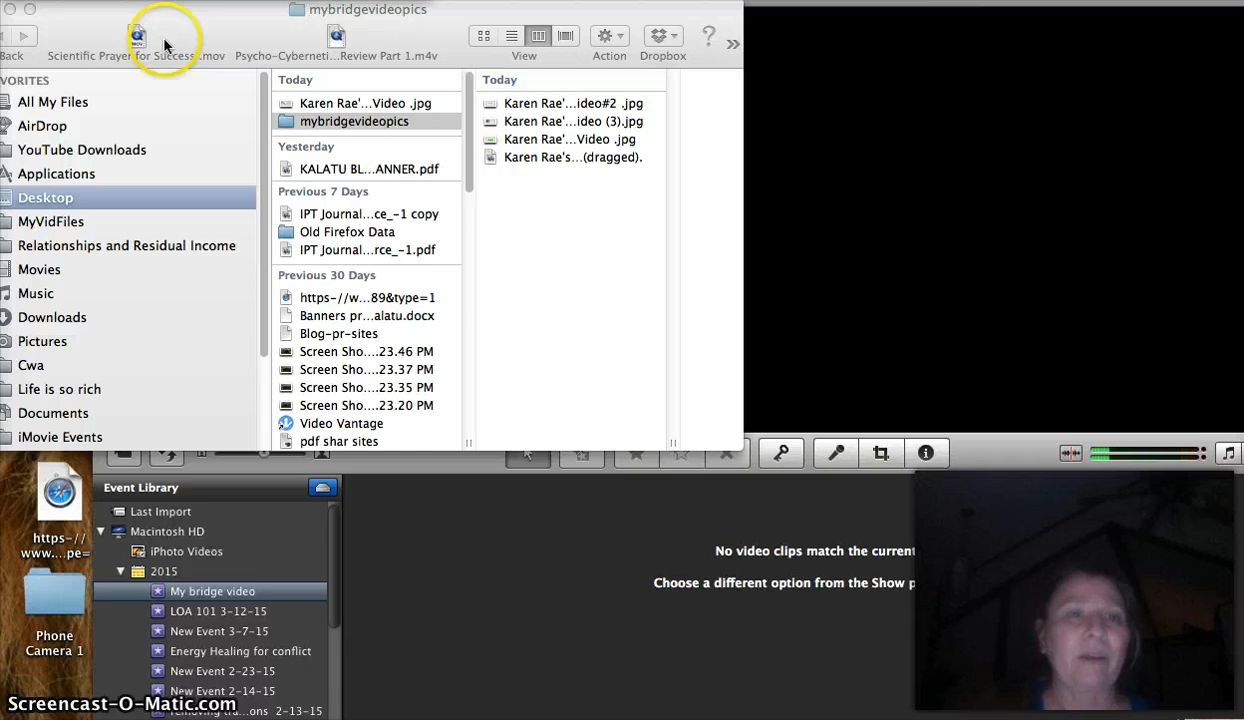 mybridgevideopics
Back
Scientific Prayer for Success.mov
Psycho-Cyberneti...Review Part 1.m4v
View
Action
Dropbox
VORITES
All My Files
AirDrop
YouTube Downloads
Applications
Desktop
MyVidFiles
Relationships and Residual Income
Movies
Music
Downloads
Pictures
Cwa
Life is so rich
Documents
iMovie Events
Today
Karen Rae'...Video .jpg
mybridgevideopics
Yesterday
KALATU BL...ANNER.pdf
Previous 7 Days
IPT Journal...ce_-1 copy
Old Firefox Data
IPT Journal...rce_-1.pdf
Previous 30 Days
https-//w...89&type=1
Banners pr...alatu.docx
Blog-pr-sites
Screen Sho....23.46 PM
Screen Sho....23.37 PM
Screen Sho....23.35 PM
Screen Sho....23.20 PM
Video Vantage
pdf shar sites
Today
Karen Rae'...ideo#2 .jpg
Karen Rae'...ideo (3).jpg
Karen Rae'...Video .jpg
Karen Rae's...(dragged).
https-//
www....pe=
Phone
Camera 1
Event Library
Last Import
Macintosh HD
iPhoto Videos
2015
My bridge video
LOA 101 3-12-15
New Event 3-7-15
Energy Healing for conflict
New Event 2-23-15
New Event 2-14-15
2-13-15
No video clips match the current
Choose a different option from the Show p
Screencast-O-Matic.com